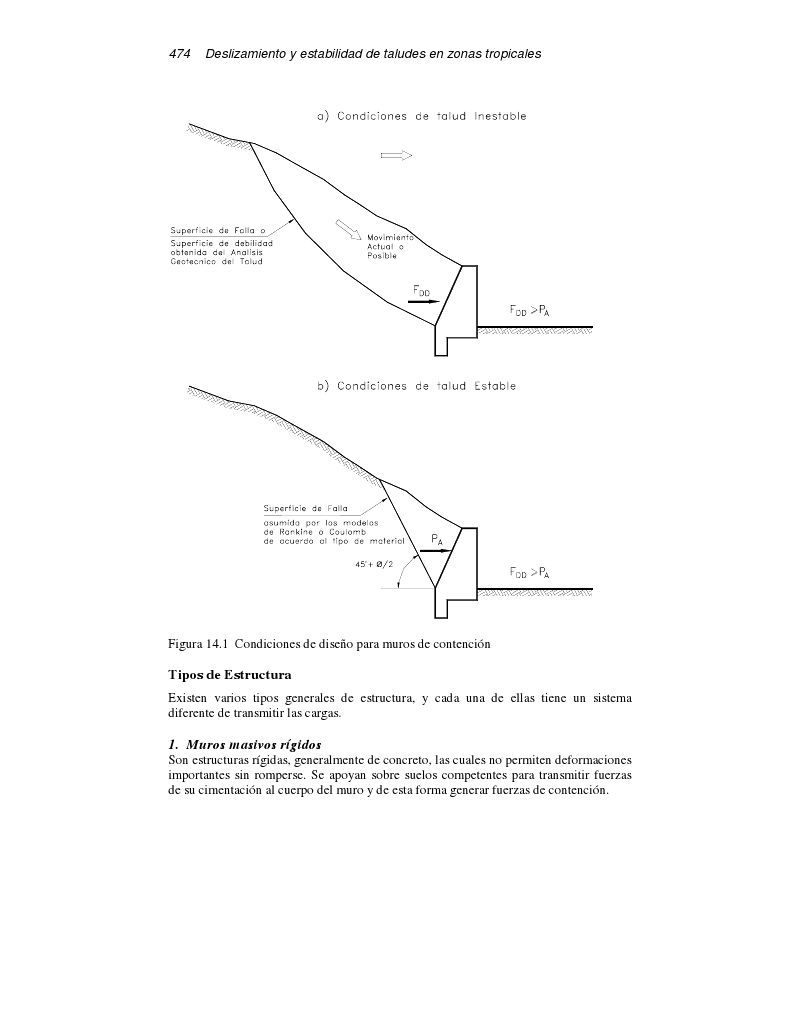 474 Deslizamiento y estabilidad de taludes en zonas tropicales
a) Condiciones de talud Inestable
Superficie de Falla o
Superficie de debilidad
obtenida del Analisis
Geotecnico del Talud
Movimiento
Actual o
Posible
FDD
FDD >PA
b) Condiciones de talud Estable
Superficie de Falla
asumida por los modelos
de Rankine o Coulomb
de acuerdo al tipo de material
PA
45°+ Ø/2
FDD >PA
Figura 14.1 Condiciones de diseño para muros de contención
Tipos de Estructura
Existen varios tipos generales de estructura, y cada una de ellas tiene un sistema
diferente de transmitir las cargas.
1. Muros masivos rígidos
Son estructuras rígidas, generalmente de concreto, las cuales no permiten deformaciones
importantes sin romperse. Se apoyan sobre suelos competentes para transmitir fuerzas
de su cimentación al cuerpo del muro y de esta forma generar fuerzas de contención.